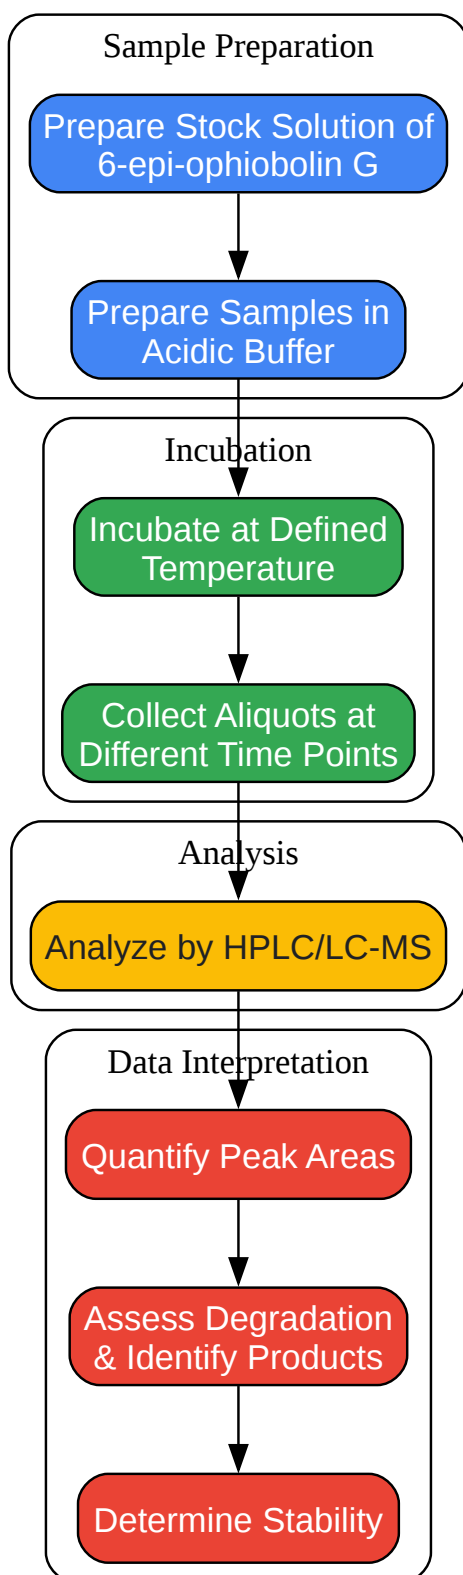 Sample Preparation
Prepare Stock Solution of
6-epi-ophiobolin G
Prepare Samples in
Acidic Buffer
Incubation
Incubate at Defined
Temperature
Collect Aliquots at
Different Time Points
Analysis
Analyze by HPLC/LC-MS
Data Interpretation
Quantify Peak Areas
Assess Degradation
& Identify Products
Determine Stability